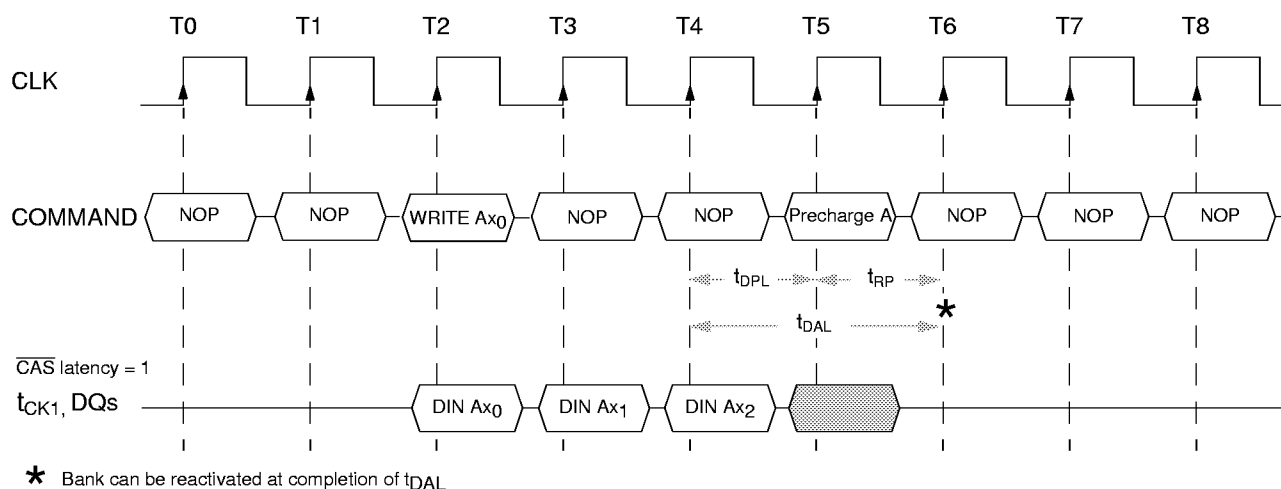 T0 T1 T2 T3 T4 T5 T6 T7 T8
CLK
COMMAND NOP NOP WRITE Ax0 NOP NOP Precharge A NOP NOP NOP
tDPL tRP
*
tDAL
CAS latency = 1
tCK1, DQs DIN Ax0 DIN Ax1 DIN Ax2
* Bank can be reactivated at completion of tDAL